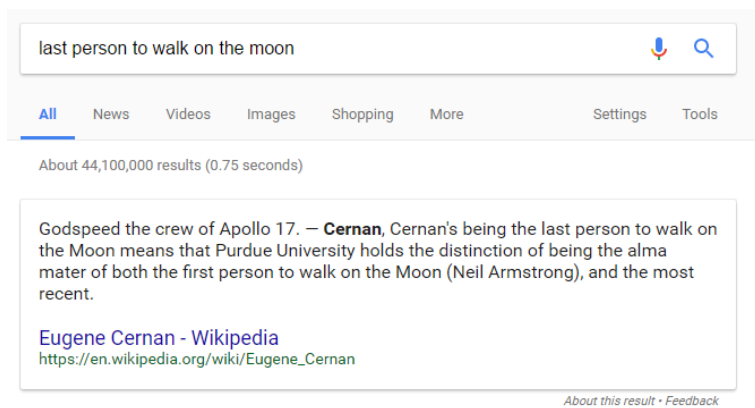 last person to walk on the moon
All News Videos Images Shopping More Settings Tools
About 44,100,000 results (0.75 seconds)
Godspeed the crew of Apollo 17. — Cernan, Cernan's being the last person to walk on
the Moon means that Purdue University holds the distinction of being the alma
mater of both the first person to walk on the Moon (Neil Armstrong), and the most
recent.
Eugene Cernan - Wikipedia
https://en.wikipedia.org/wiki/Eugene_Cernan
About this result • Feedback